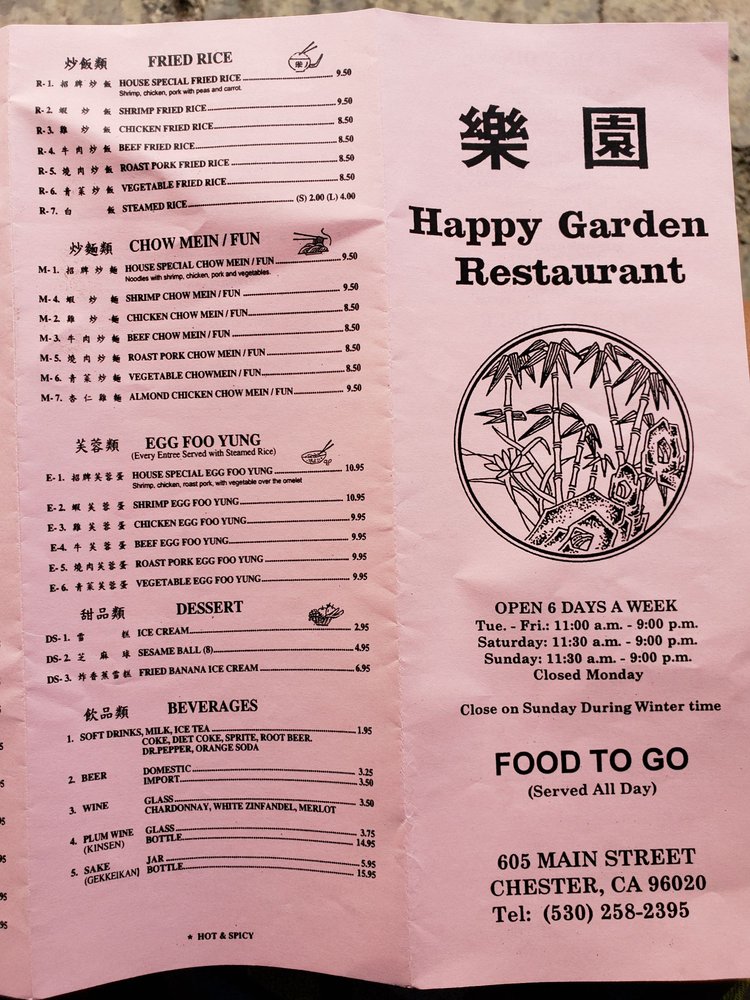 炒飯類 FRIED RICE
R-1. 招牌炒飯 HOUSE SPECIAL FRIED RICE 9.50
Shrimp, chicken, pork with peas and carrot.
R-2. 蝦炒飯 SHRIMP FRIED RICE 9.50
R-3. 雞炒飯 CHICKEN FRIED RICE 8.50
R-4. 牛肉炒飯 BEEF FRIED RICE 8.50
R-5. 燒肉炒飯 ROAST PORK FRIED RICE 8.50
R-6. 青菜炒飯 VEGETABLE FRIED RICE 8.50
R-7. 白飯 STEAMED RICE (S) 2.00 (L) 4.00
炒麵類 CHOW MEIN / FUN
M-1. 招牌炒麵 HOUSE SPECIAL CHOW MEIN / FUN 9.50
Noodles with shrimp, chicken, pork and vegetables.
M-4. 蝦炒麵 SHRIMP CHOW MEIN / FUN 9.50
M-2. 雞炒麵 CHICKEN CHOW MEIN / FUN 8.50
M-3. 牛肉炒麵 BEEF CHOW MEIN / FUN 8.50
M-5. 燒肉炒麵 ROAST PORK CHOW MEIN / FUN 8.50
M-6. 青菜炒麵 VEGETABLE CHOWMEIN / FUN 8.50
M-7. 杏仁雞麵 ALMOND CHICKEN CHOW MEIN / FUN 9.50
芙蓉類 EGG FOO YUNG
(Every Entree Served with Steamed Rice)
E-1. 招牌芙蓉蛋 HOUSE SPECIAL EGG FOO YUNG 10.95
Shrimp, chicken, roast pork, with vegetable over the omelet
E-2. 蝦芙蓉蛋 SHRIMP EGG FOO YUNG 10.95
E-3. 雞芙蓉蛋 CHICKEN EGG FOO YUNG 9.95
E-4. 牛芙蓉蛋 BEEF EGG FOO YUNG 9.95
E-5. 燒肉芙蓉蛋 ROAST PORK EGG FOO YUNG 9.95
E-6. 青菜芙蓉蛋 VEGETABLE EGG FOO YUNG 9.95
甜品類 DESSERT
DS-1. 雪糕 ICE CREAM 2.95
DS-2. 芝麻球 SESAME BALL (8) 4.95
DS-3. 炸香蕉雪糕 FRIED BANANA ICE CREAM 6.95
飲品類 BEVERAGES
1. SOFT DRINKS, MILK, ICE TEA 1.95
COKE, DIET COKE, SPRITE, ROOT BEER,
DR.PEPPER, ORANGE SODA
2. BEER DOMESTIC 3.25
IMPORT 3.50
3. WINE GLASS 3.50
CHARDONNAY, WHITE ZINFANDEL, MERLOT
4. PLUM WINE GLASS 3.75
(KINSEN) BOTTLE 14.95
5. SAKE JAR 5.95
(GEKKEIKAN) BOTTLE 15.95
* HOT & SPICY
樂園
Happy Garden
Restaurant
OPEN 6 DAYS A WEEK
Tue. - Fri.: 11:00 a.m. - 9:00 p.m.
Saturday: 11:30 a.m. - 9:00 p.m.
Sunday: 11:30 a.m. - 9:00 p.m.
Closed Monday
Close on Sunday During Winter time
FOOD TO GO
(Served All Day)
605 MAIN STREET
CHESTER, CA 96020
Tel: (530) 258-2395